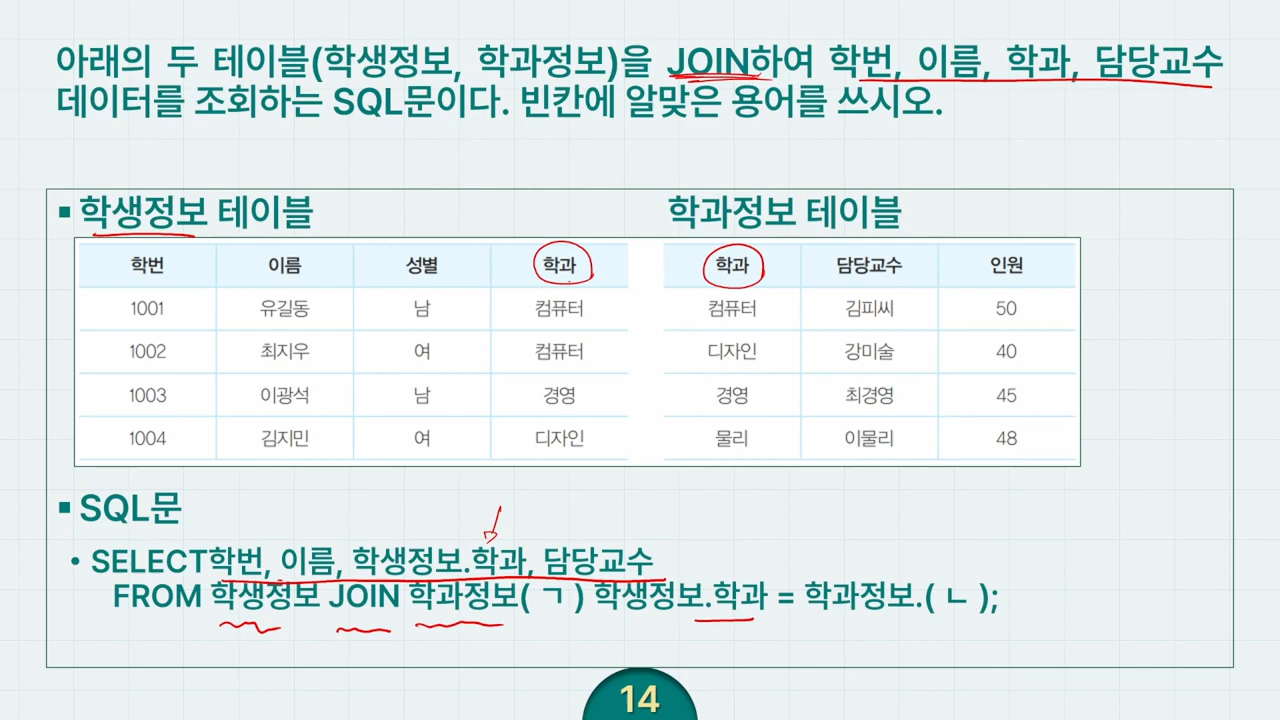 아래의 두 테이블(학생정보, 학과정보)을 JOIN하여 학번, 이름, 학과, 담당교수
데이터를 조회하는 SQL문이다. 빈칸에 알맞은 용어를 쓰시오.
▪ 학생정보 테이블 학과정보 테이블
학번 이름 성별 학과 학과 담당교수 인원
1001 유길동 남 컴퓨터 컴퓨터 김피씨 50
1002 최지우 여 컴퓨터 디자인 강미술 40
1003 이광석 남 경영 경영 최경영 45
1004 김지민 여 디자인 물리 이물리 48
▪ SQL문
• SELECT학번, 이름, 학생정보.학과, 담당교수
FROM 학생정보 JOIN 학과정보( ㄱ ) 학생정보.학과 = 학과정보.( ㄴ );
14